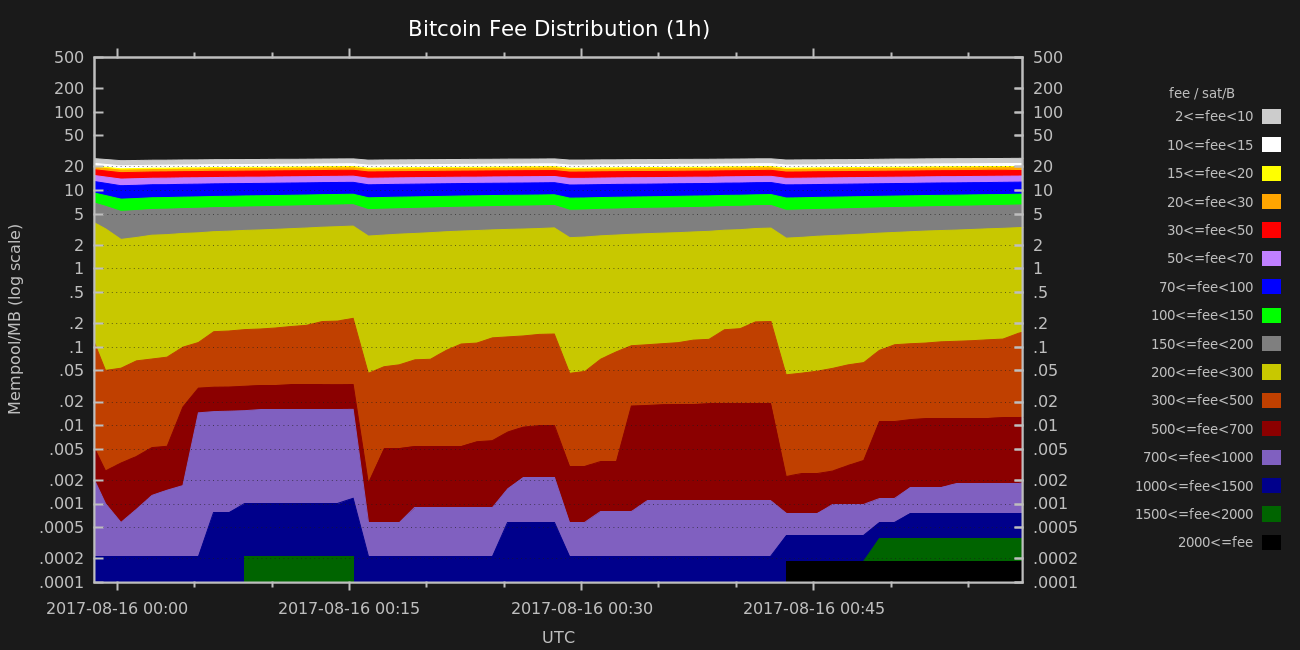 Bitcoin Fee Distribution (1h)
Mempool/MB (log scale)
500
200
100
50
20
10
5
2
1
.5
.2
.1
.05
.02
.01
.005
.002
.001
.0005
.0002
.0001
500
200
100
50
20
10
5
2
1
.5
.2
.1
.05
.02
.01
.005
.002
.001
.0005
.0002
.0001
2017-08-16 00:00
2017-08-16 00:15
2017-08-16 00:30
2017-08-16 00:45
UTC
fee / sat/B
2<=fee<10
10<=fee<15
15<=fee<20
20<=fee<30
30<=fee<50
50<=fee<70
70<=fee<100
100<=fee<150
150<=fee<200
200<=fee<300
300<=fee<500
500<=fee<700
700<=fee<1000
1000<=fee<1500
1500<=fee<2000
2000<=fee